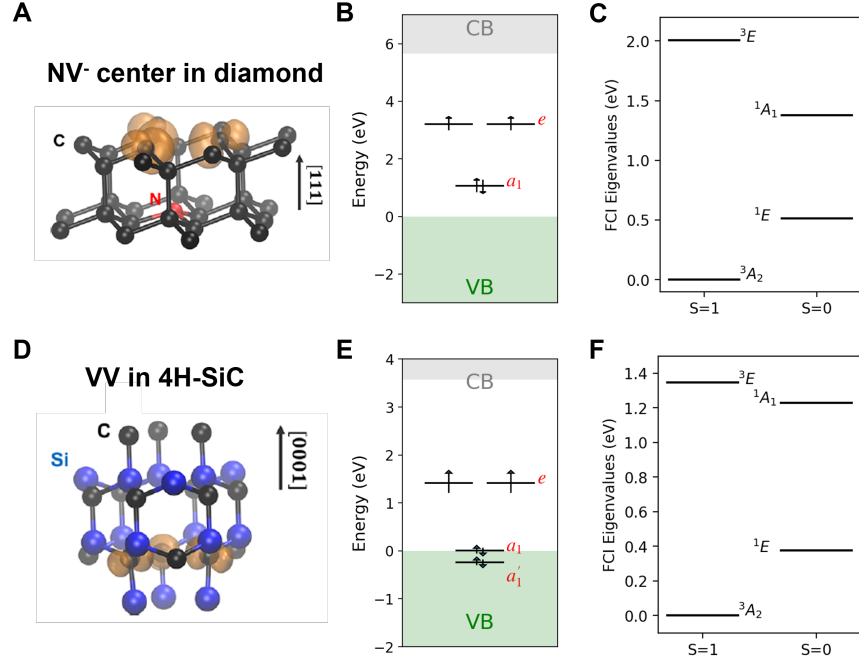 A
NV⁻ center in diamond
C
N
[111]
B
Energy (eV)
6
4
2
0
−2
CB
e
a₁
VB
C
FCI Eigenvalues (eV)
2.0
1.5
1.0
0.5
0.0
³E
¹A₁
¹E
³A₂
S=1
S=0
D
VV in 4H-SiC
C
Si
[0001]
E
Energy (eV)
4
3
2
1
0
−1
−2
CB
e
a₁
a₁′
VB
F
FCI Eigenvalues (eV)
1.4
1.2
1.0
0.8
0.6
0.4
0.2
0.0
³E
¹A₁
¹E
³A₂
S=1
S=0